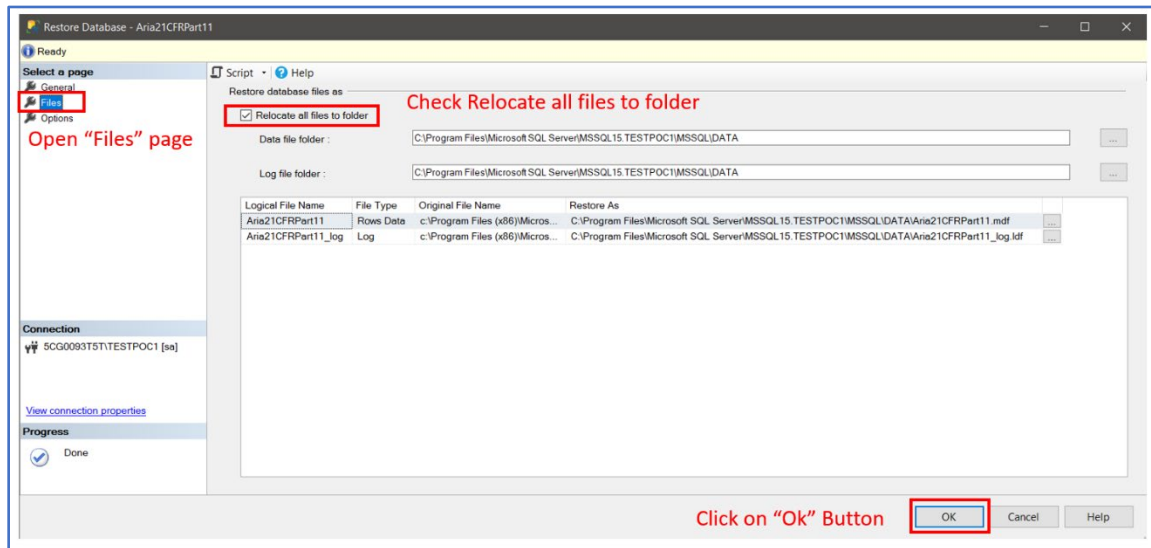 Restore Database - Aria21CFRPart11
Ready
Select a page
General
Files
Options
Open “Files” page
Script
Help
Restore database files as
Check Relocate all files to folder
Relocate all files to folder
Data file folder :
C:\Program Files\Microsoft SQL Server\MSSQL15.TESTPOC1\MSSQL\DATA
...
Log file folder :
C:\Program Files\Microsoft SQL Server\MSSQL15.TESTPOC1\MSSQL\DATA
...
Logical File Name File Type Original File Name Restore As
Aria21CFRPart11 Rows Data c:\Program Files (x86)\Micros... C:\Program Files\Microsoft SQL Server\MSSQL15.TESTPOC1\MSSQL\DATA\Aria21CFRPart11.mdf ...
Aria21CFRPart11_log Log c:\Program Files (x86)\Micros... C:\Program Files\Microsoft SQL Server\MSSQL15.TESTPOC1\MSSQL\DATA\Aria21CFRPart11_log.ldf ...
Connection
5CG0093T5T\TESTPOC1 [sa]
View connection properties
Progress
Done
Click on “Ok” Button
OK Cancel Help